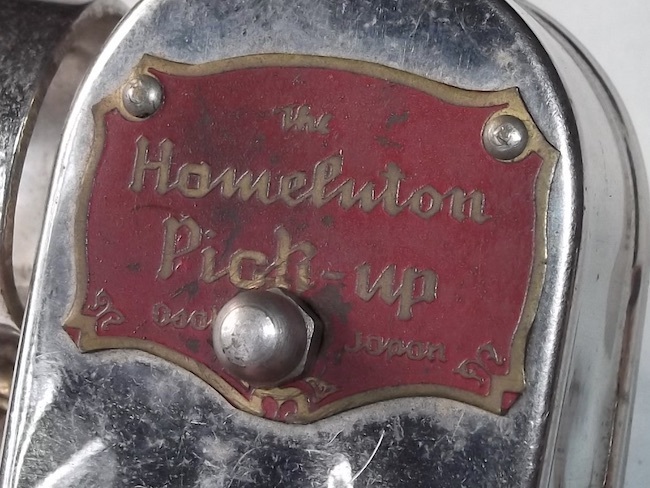 The
Homeluton
Pick-up
Japan